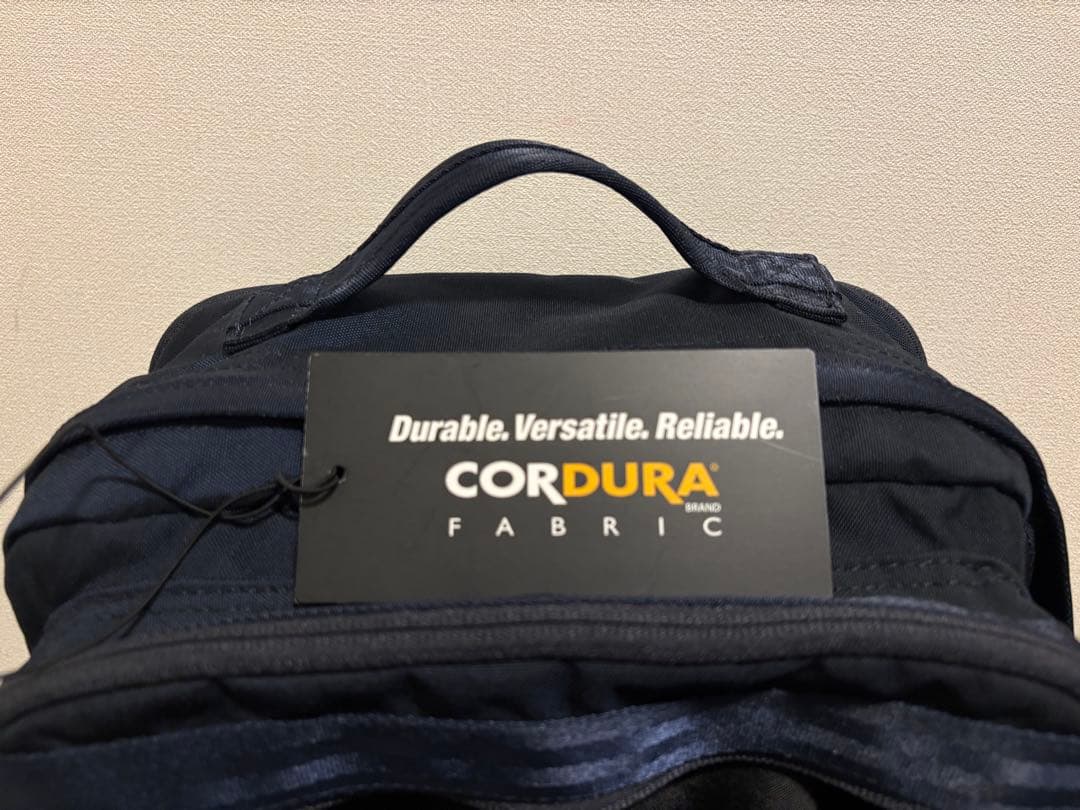 Durable. Versatile. Reliable.
CORDURA®
BRAND
FABRIC